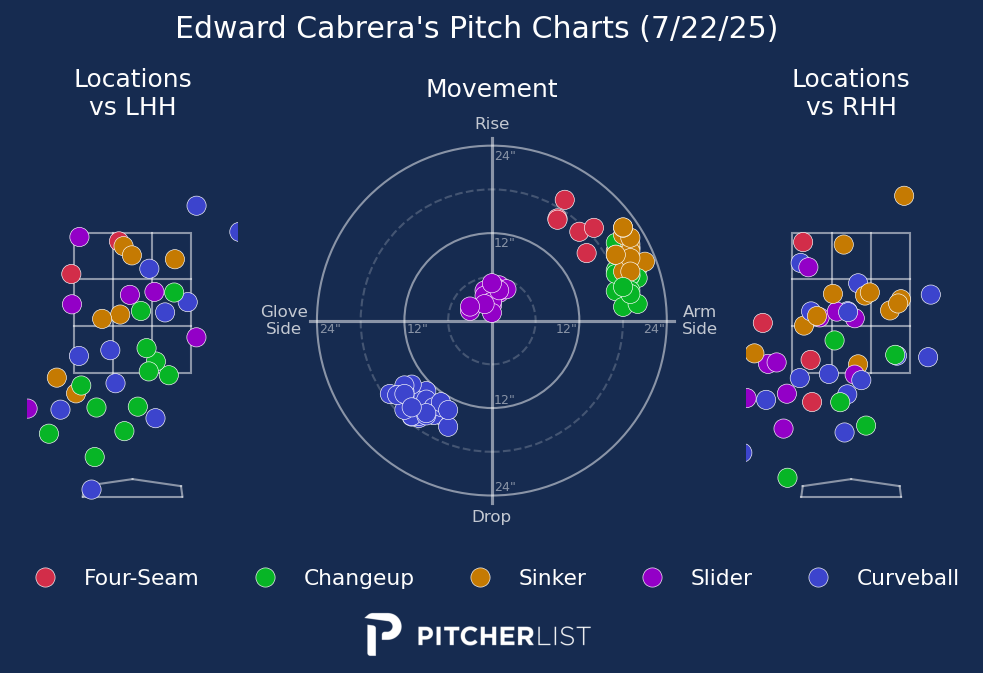 Edward Cabrera's Pitch Charts (7/22/25)
Locations
vs LHH
Movement
Locations
vs RHH
Rise
24"
12"
Glove
Side
24"
12"
12"
24"
Arm
Side
12"
24"
Drop
Four-Seam
Changeup
Sinker
Slider
Curveball
PITCHERLIST